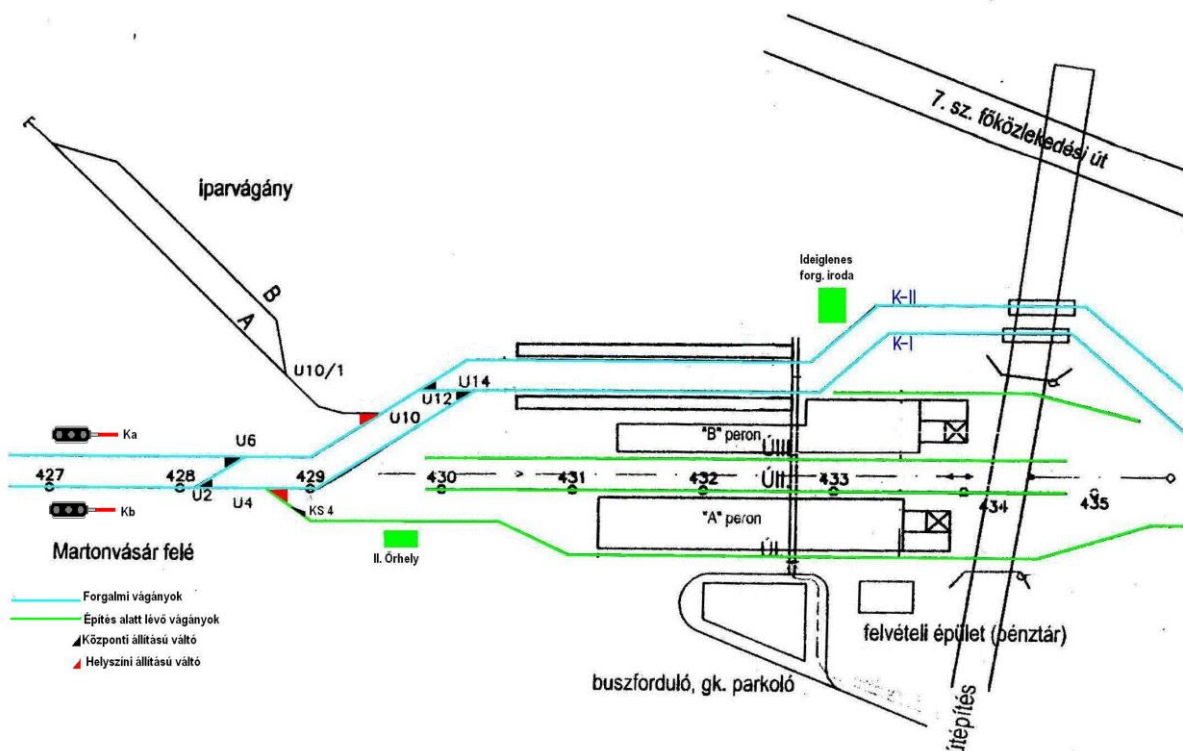 7. sz. főközlekedési út
iparvágány
Ideiglenes
forg. iroda
K-II
K-I
B
A
U10/1
U14
U12
U10
Ka
U6
"B" peron
ÚIII
427
428
429
430
431
432
433
434
435
U2
ÚII
U4
Kb
KS 4
"A" peron
Martonvásár felé
II. Őrhely
ÚI
Forgalmi vágányok
Építés alatt lévő vágányok
Központi állítású váltó
Helyszíni állítású váltó
felvételi épület (pénztár)
buszforduló, gk. parkoló
útépítés